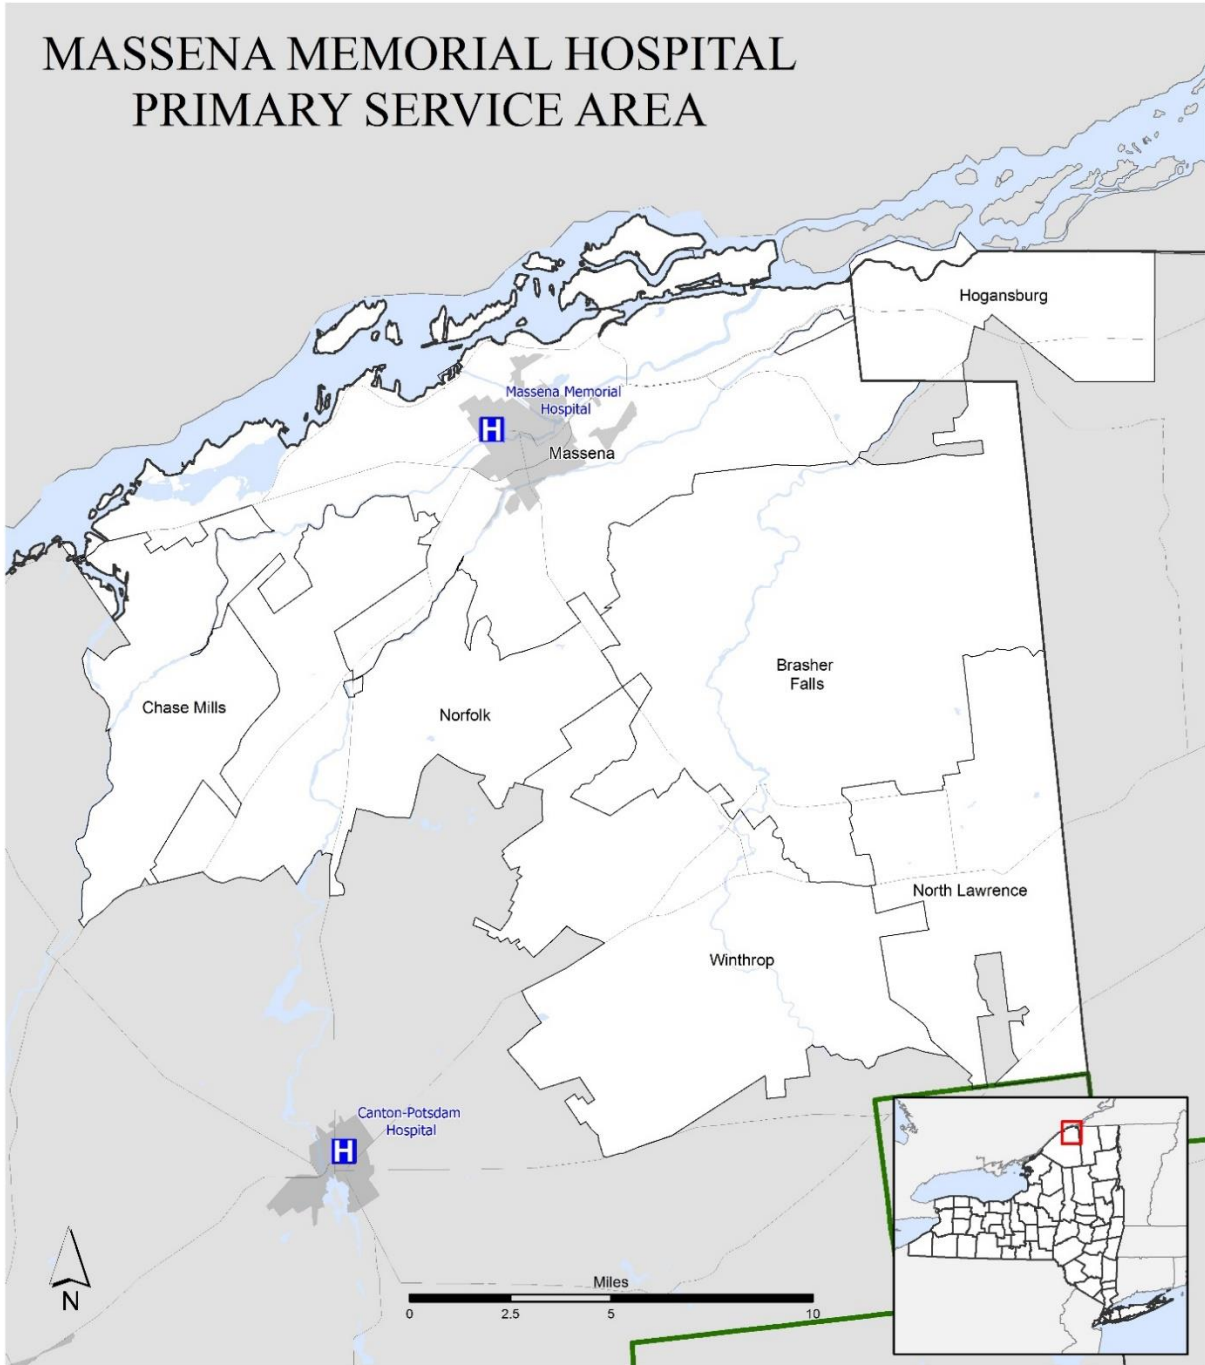 MASSENA MEMORIAL HOSPITAL
PRIMARY SERVICE AREA
Hogansburg
Massena Memorial
Hospital
H
Massena
Brasher
Falls
Chase Mills
Norfolk
North Lawrence
Winthrop
Canton-Potsdam
Hospital
H
N
Miles
0 2.5 5 10